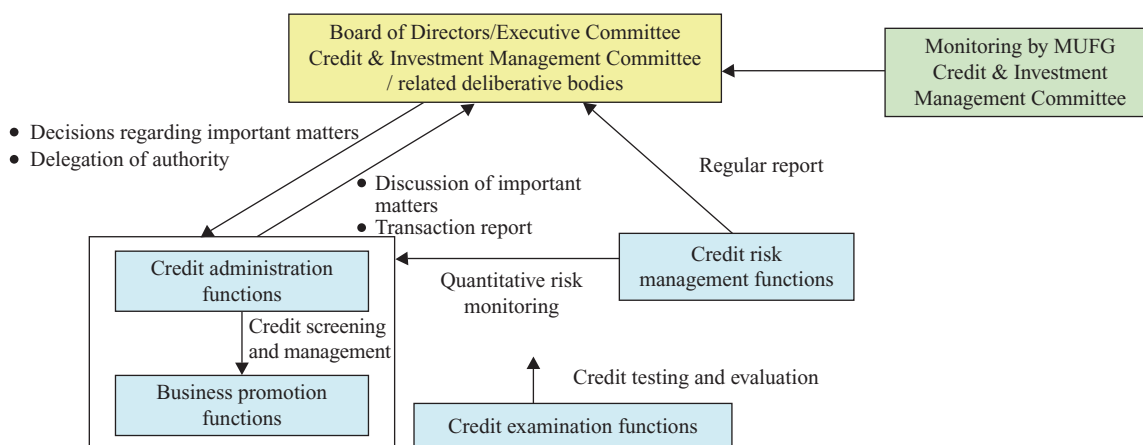 Board of Directors/Executive Committee
Credit & Investment Management Committee
/ related deliberative bodies
Monitoring by MUFG
Credit & Investment
Management Committee
● Decisions regarding important matters
● Delegation of authority
● Discussion of important
matters
● Transaction report
Regular report
Credit administration
functions
Credit screening
and management
Business promotion
functions
Quantitative risk
monitoring
Credit risk
management functions
Credit testing and evaluation
Credit examination functions